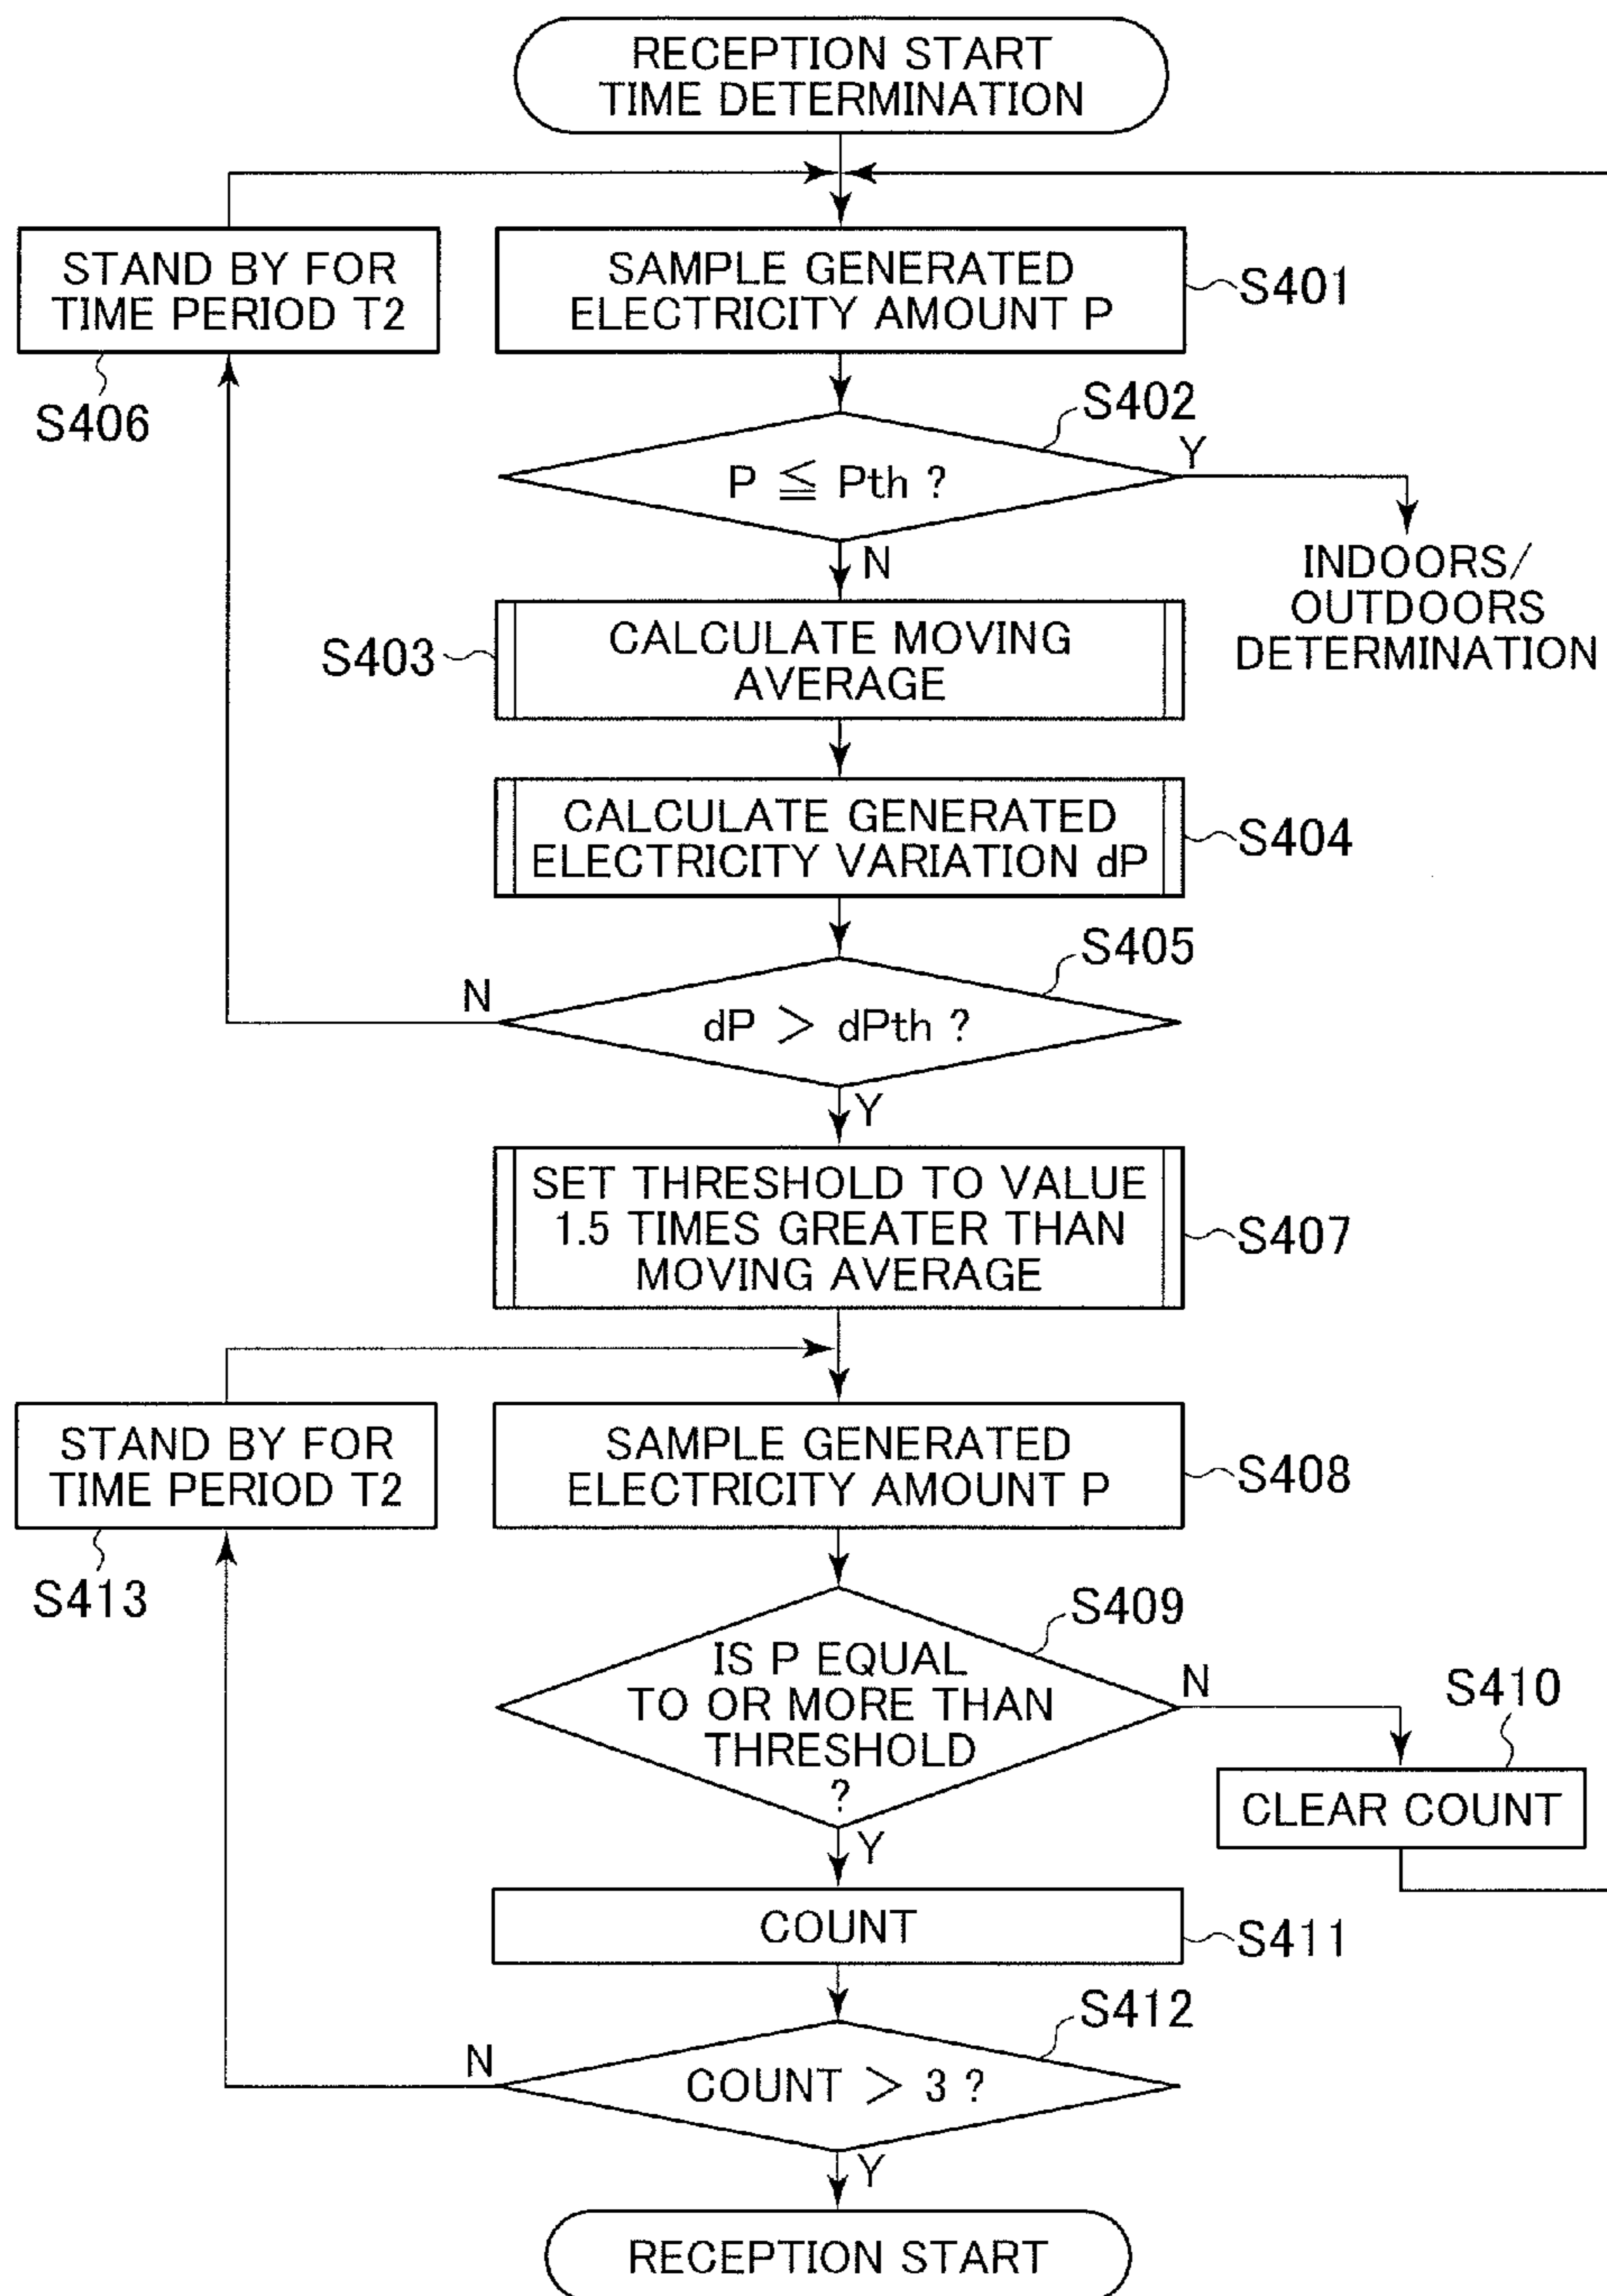 RECEPTION START
TIME DETERMINATION
STAND BY FOR
TIME PERIOD T2
S406
SAMPLE GENERATED
ELECTRICITY AMOUNT P
S401
S402
P ≦ Pth ?
Y
N
INDOORS/
OUTDOORS
DETERMINATION
S403
CALCULATE MOVING
AVERAGE
CALCULATE GENERATED
ELECTRICITY VARIATION dP
S404
S405
N
dP > dPth ?
Y
SET THRESHOLD TO VALUE
1.5 TIMES GREATER THAN
MOVING AVERAGE
S407
STAND BY FOR
TIME PERIOD T2
S413
SAMPLE GENERATED
ELECTRICITY AMOUNT P
S408
S409
IS P EQUAL
TO OR MORE THAN
THRESHOLD
?
N
S410
CLEAR COUNT
Y
COUNT
S411
S412
N
COUNT > 3 ?
Y
RECEPTION START